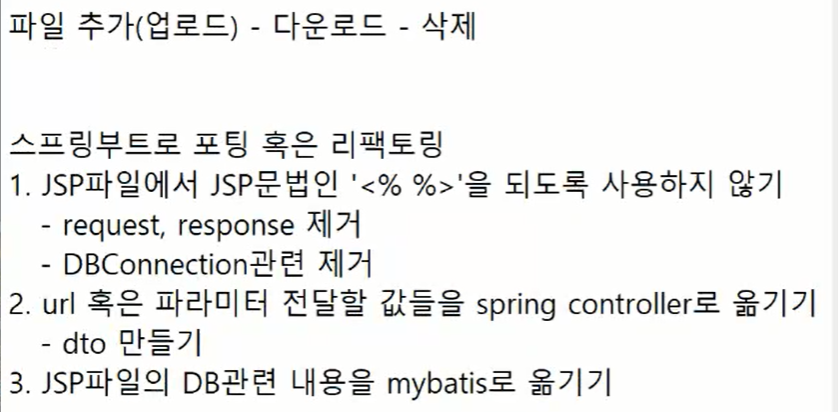 파일 추가(업로드) - 다운로드 - 삭제
스프링부트로 포팅 혹은 리팩토링
1. JSP파일에서 JSP문법인 '<% %>'을 되도록 사용하지 않기
- request, response 제거
- DBConnection관련 제거
2. url 혹은 파라미터 전달할 값들을 spring controller로 옮기기
- dto 만들기
3. JSP파일의 DB관련 내용을 mybatis로 옮기기